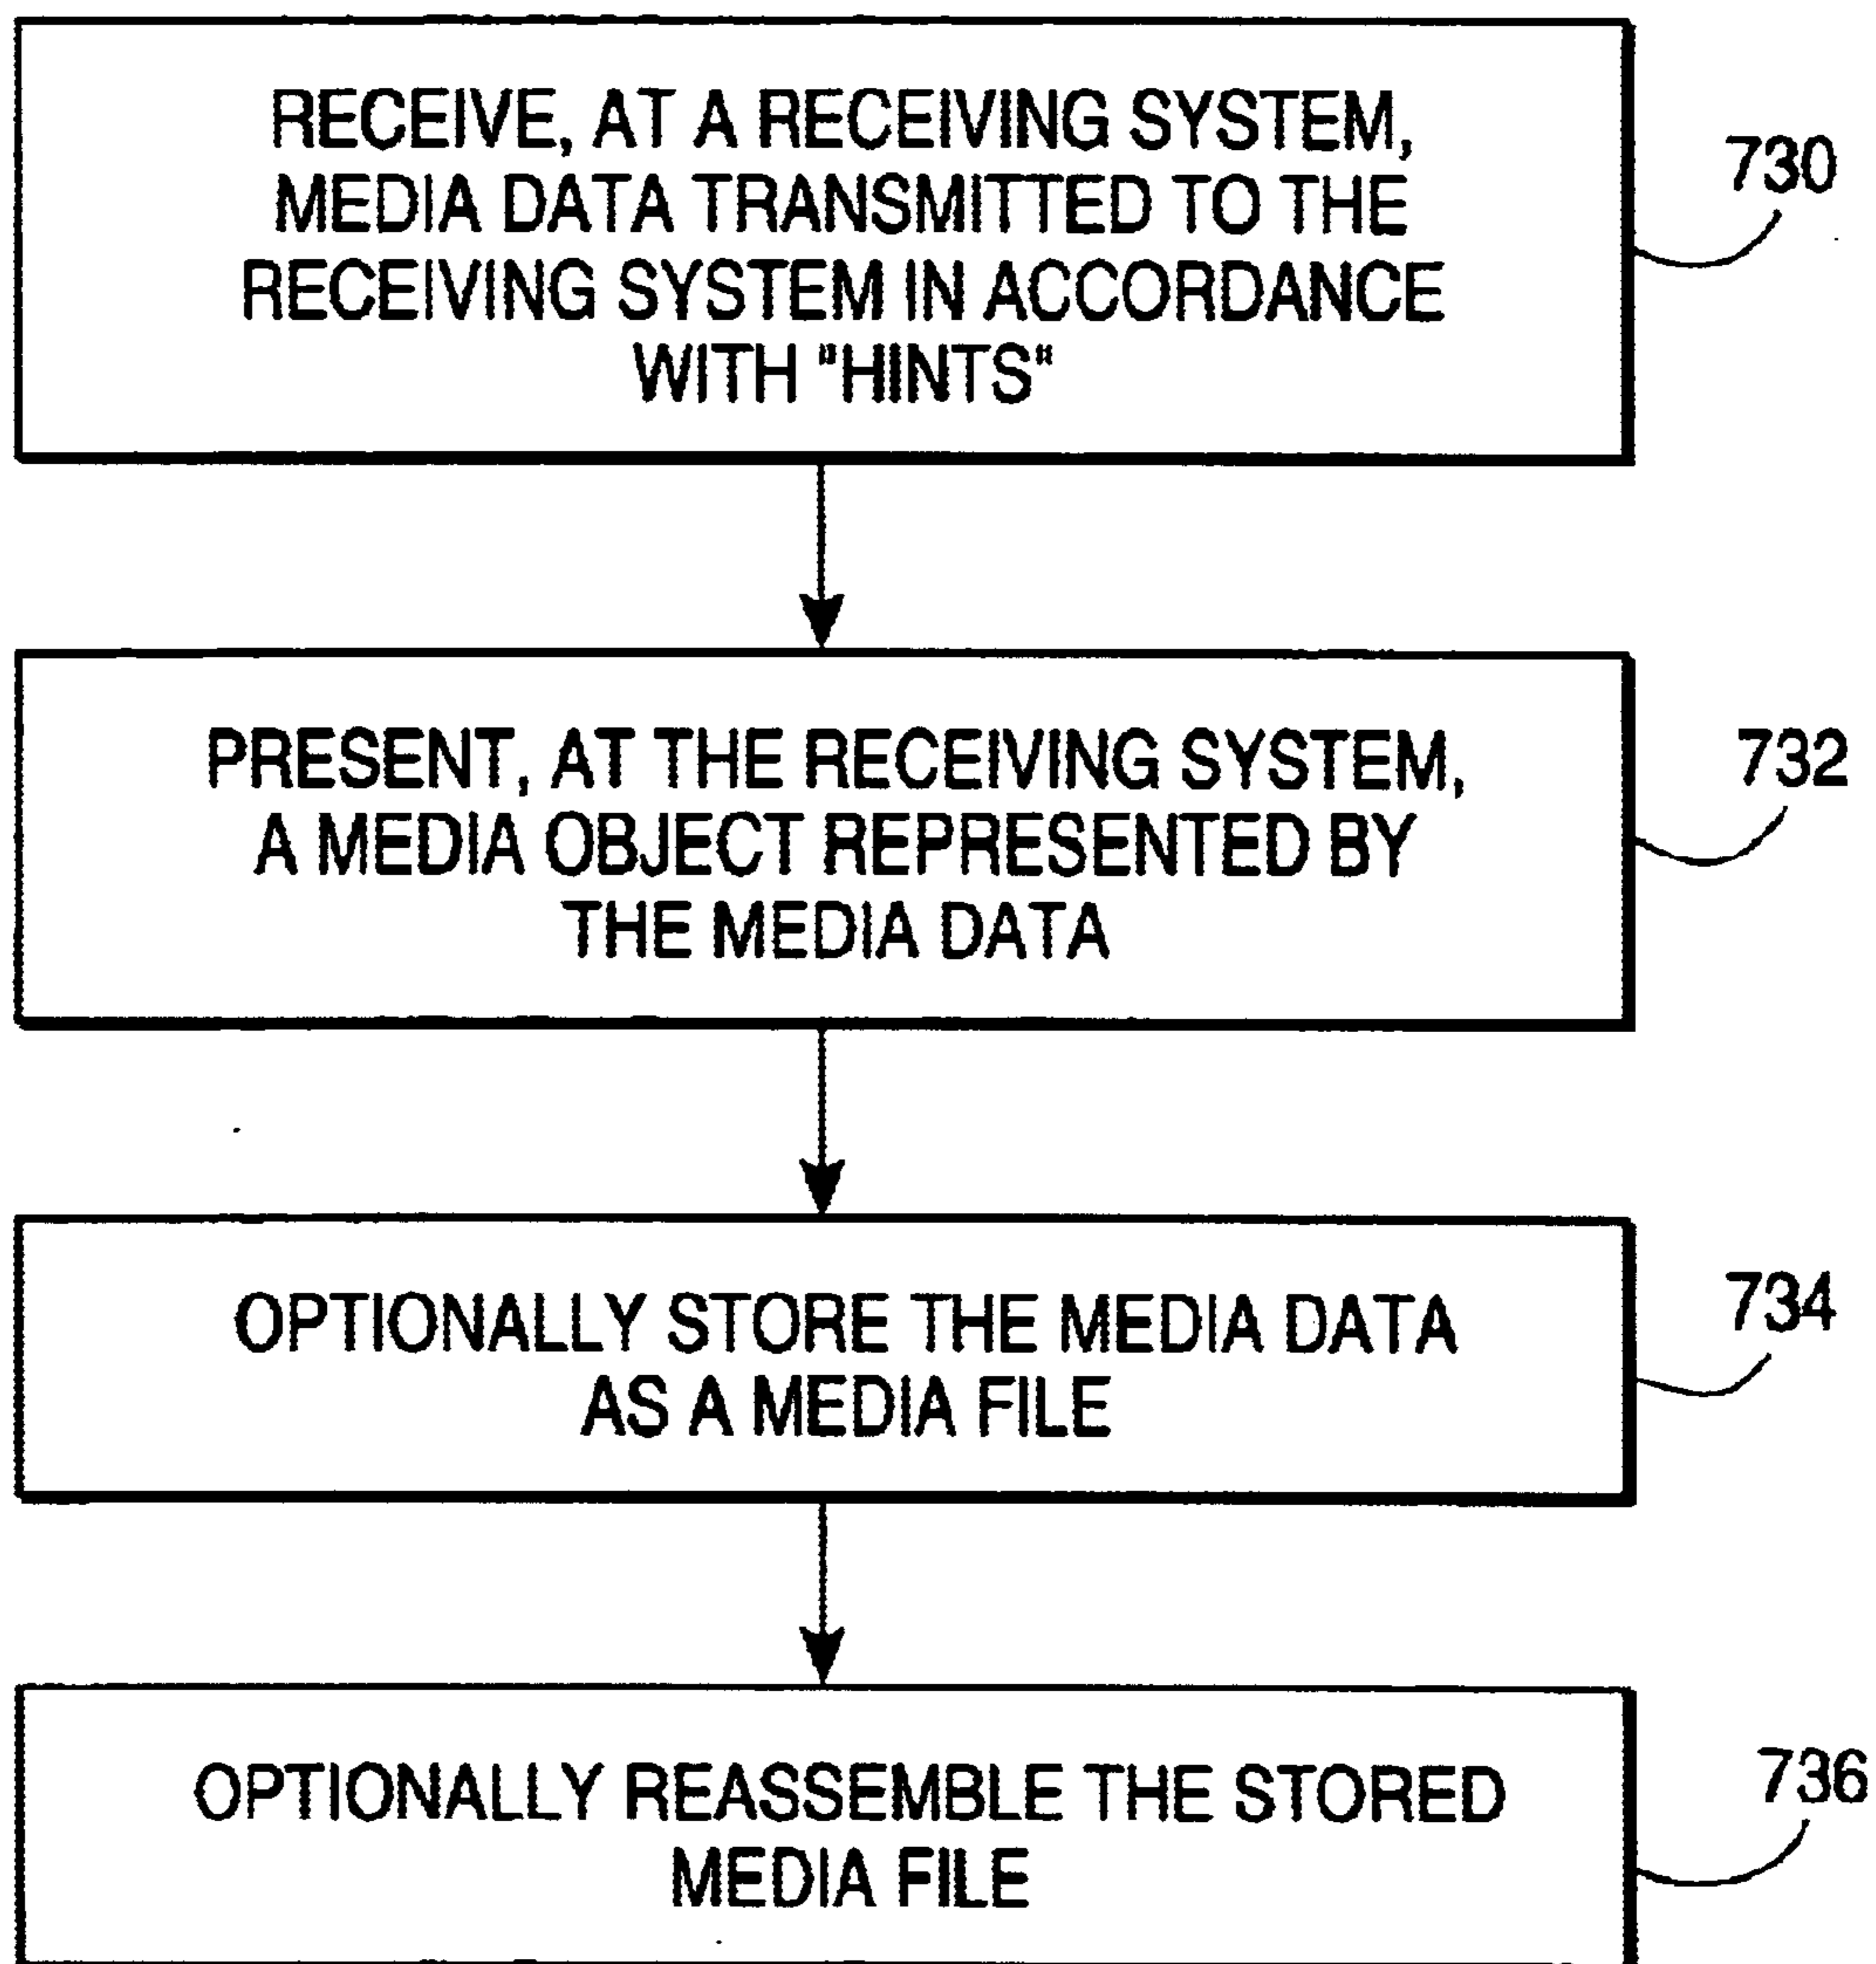 RECEIVE, AT A RECEIVING SYSTEM,
MEDIA DATA TRANSMITTED TO THE
RECEIVING SYSTEM IN ACCORDANCE
WITH "HINTS"
730
PRESENT, AT THE RECEIVING SYSTEM,
A MEDIA OBJECT REPRESENTED BY
THE MEDIA DATA
732
OPTIONALLY STORE THE MEDIA DATA
AS A MEDIA FILE
734
OPTIONALLY REASSEMBLE THE STORED
MEDIA FILE
736